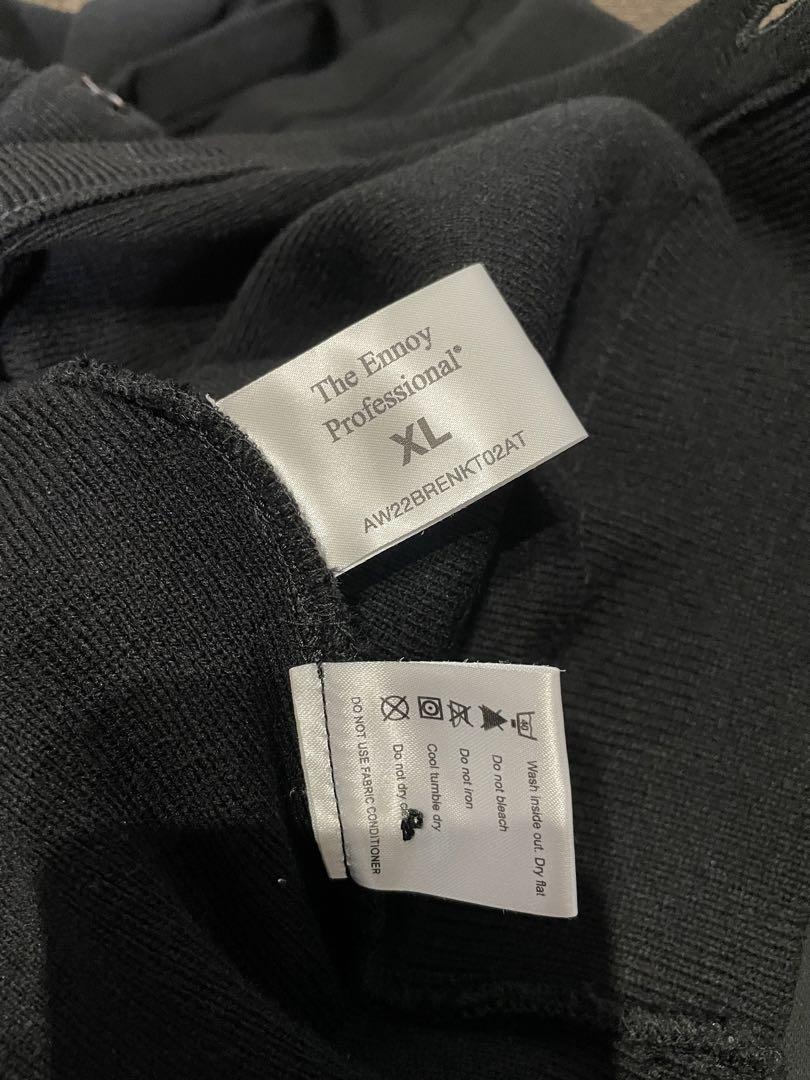 The Ennoy
Professional®
XL
AW22BRENKT02AT
40
Wash inside out. Dry flat
Do not bleach
Do not iron
Cool tumble dry
Do not dry
DO NOT USE FABRIC CONDITIONER